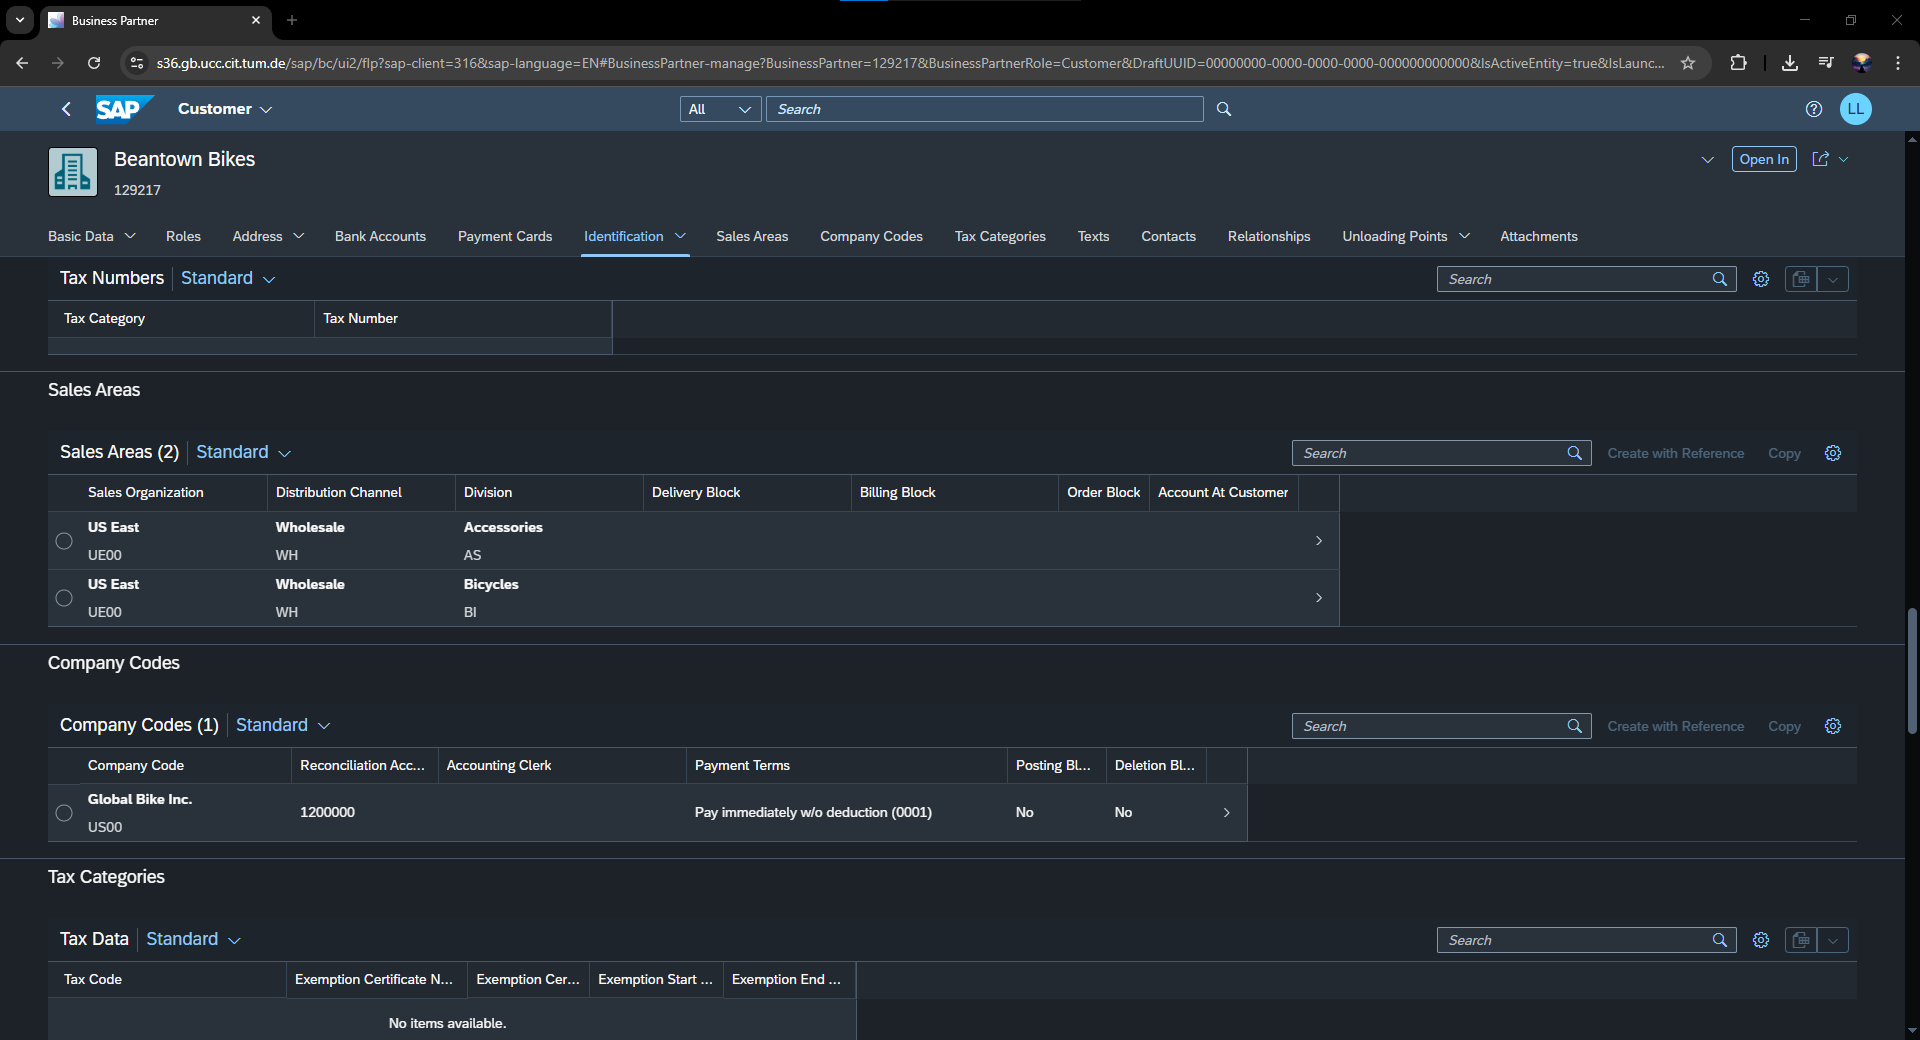 Business Partner
s36.gb.ucc.cit.tum.de/sap/bc/ui2/flp?sap-client=316&sap-language=EN#BusinessPartner-manage?BusinessPartner=129217&BusinessPartnerRole=Customer&DraftUUID=00000000-0000-0000-0000-000000000000&IsActiveEntity=true&IsLaunc...
SAP Customer All Search LL
Beantown Bikes Open In
129217
Basic Data Roles Address Bank Accounts Payment Cards Identification Sales Areas Company Codes Tax Categories Texts Contacts Relationships Unloading Points Attachments
Tax Numbers Standard Search
Tax Category Tax Number
Sales Areas
Sales Areas (2) Standard Search Create with Reference Copy
Sales Organization Distribution Channel Division Delivery Block Billing Block Order Block Account At Customer
US East Wholesale Accessories
UE00 WH AS
US East Wholesale Bicycles
UE00 WH BI
Company Codes
Company Codes (1) Standard Search Create with Reference Copy
Company Code Reconciliation Acc... Accounting Clerk Payment Terms Posting Bl... Deletion Bl...
Global Bike Inc.
1200000 Pay immediately w/o deduction (0001) No No
US00
Tax Categories
Tax Data Standard Search
Tax Code Exemption Certificate N... Exemption Cer... Exemption Start ... Exemption End ...
No items available.